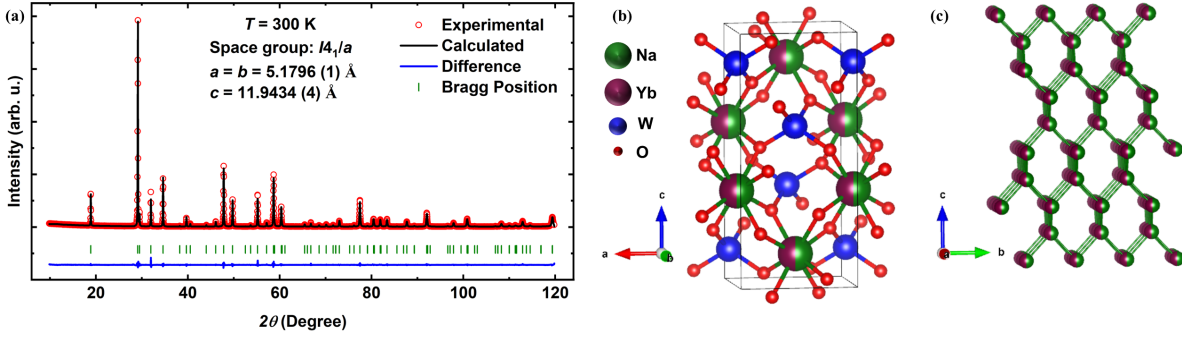 (a)
T = 300 K
Space group: I4₁/a
a = b = 5.1796 (1) Å
c = 11.9434 (4) Å
Experimental
Calculated
Difference
Bragg Position
Intensity (arb. u.)
20 40 60 80 100 120
2θ (Degree)
(b)
Na
Yb
W
O
c
a
b
(c)
c
a
b